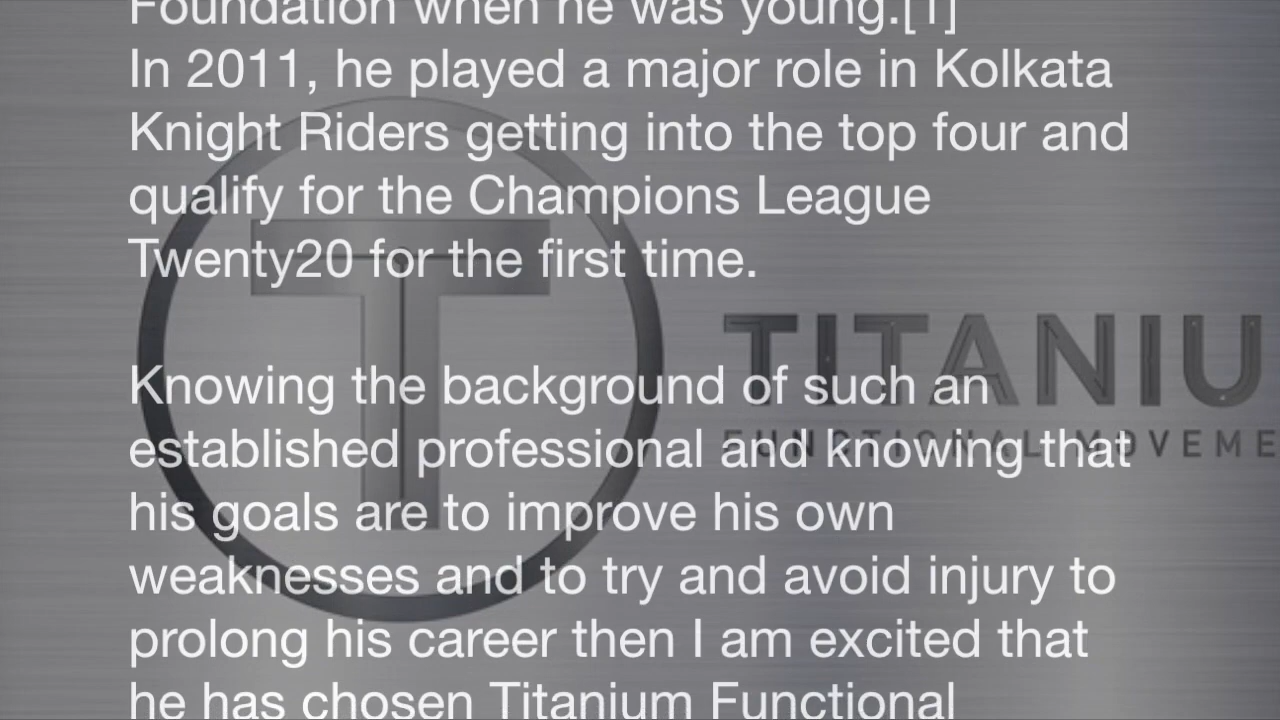 Foundation when he was young.[1]
In 2011, he played a major role in Kolkata
Knight Riders getting into the top four and
qualify for the Champions League
Twenty20 for the first time.
Knowing the background of such an
established professional and knowing that
his goals are to improve his own
weaknesses and to try and avoid injury to
prolong his career then I am excited that
he has chosen Titanium Functional
T
TITANIU
FUNCTIONAL MOVEME